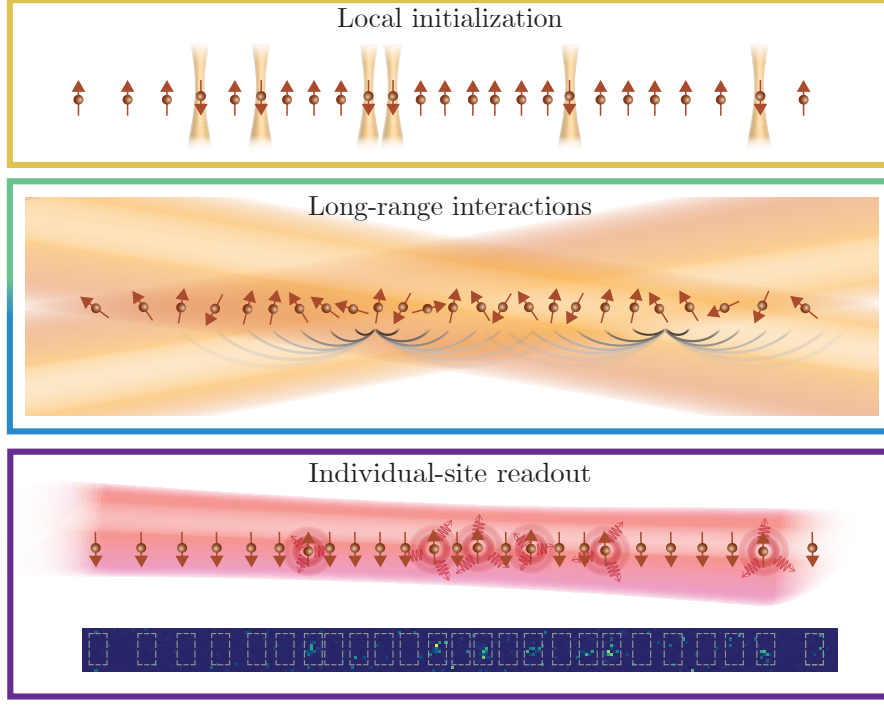 Local initialization
Long-range interactions
Individual-site readout